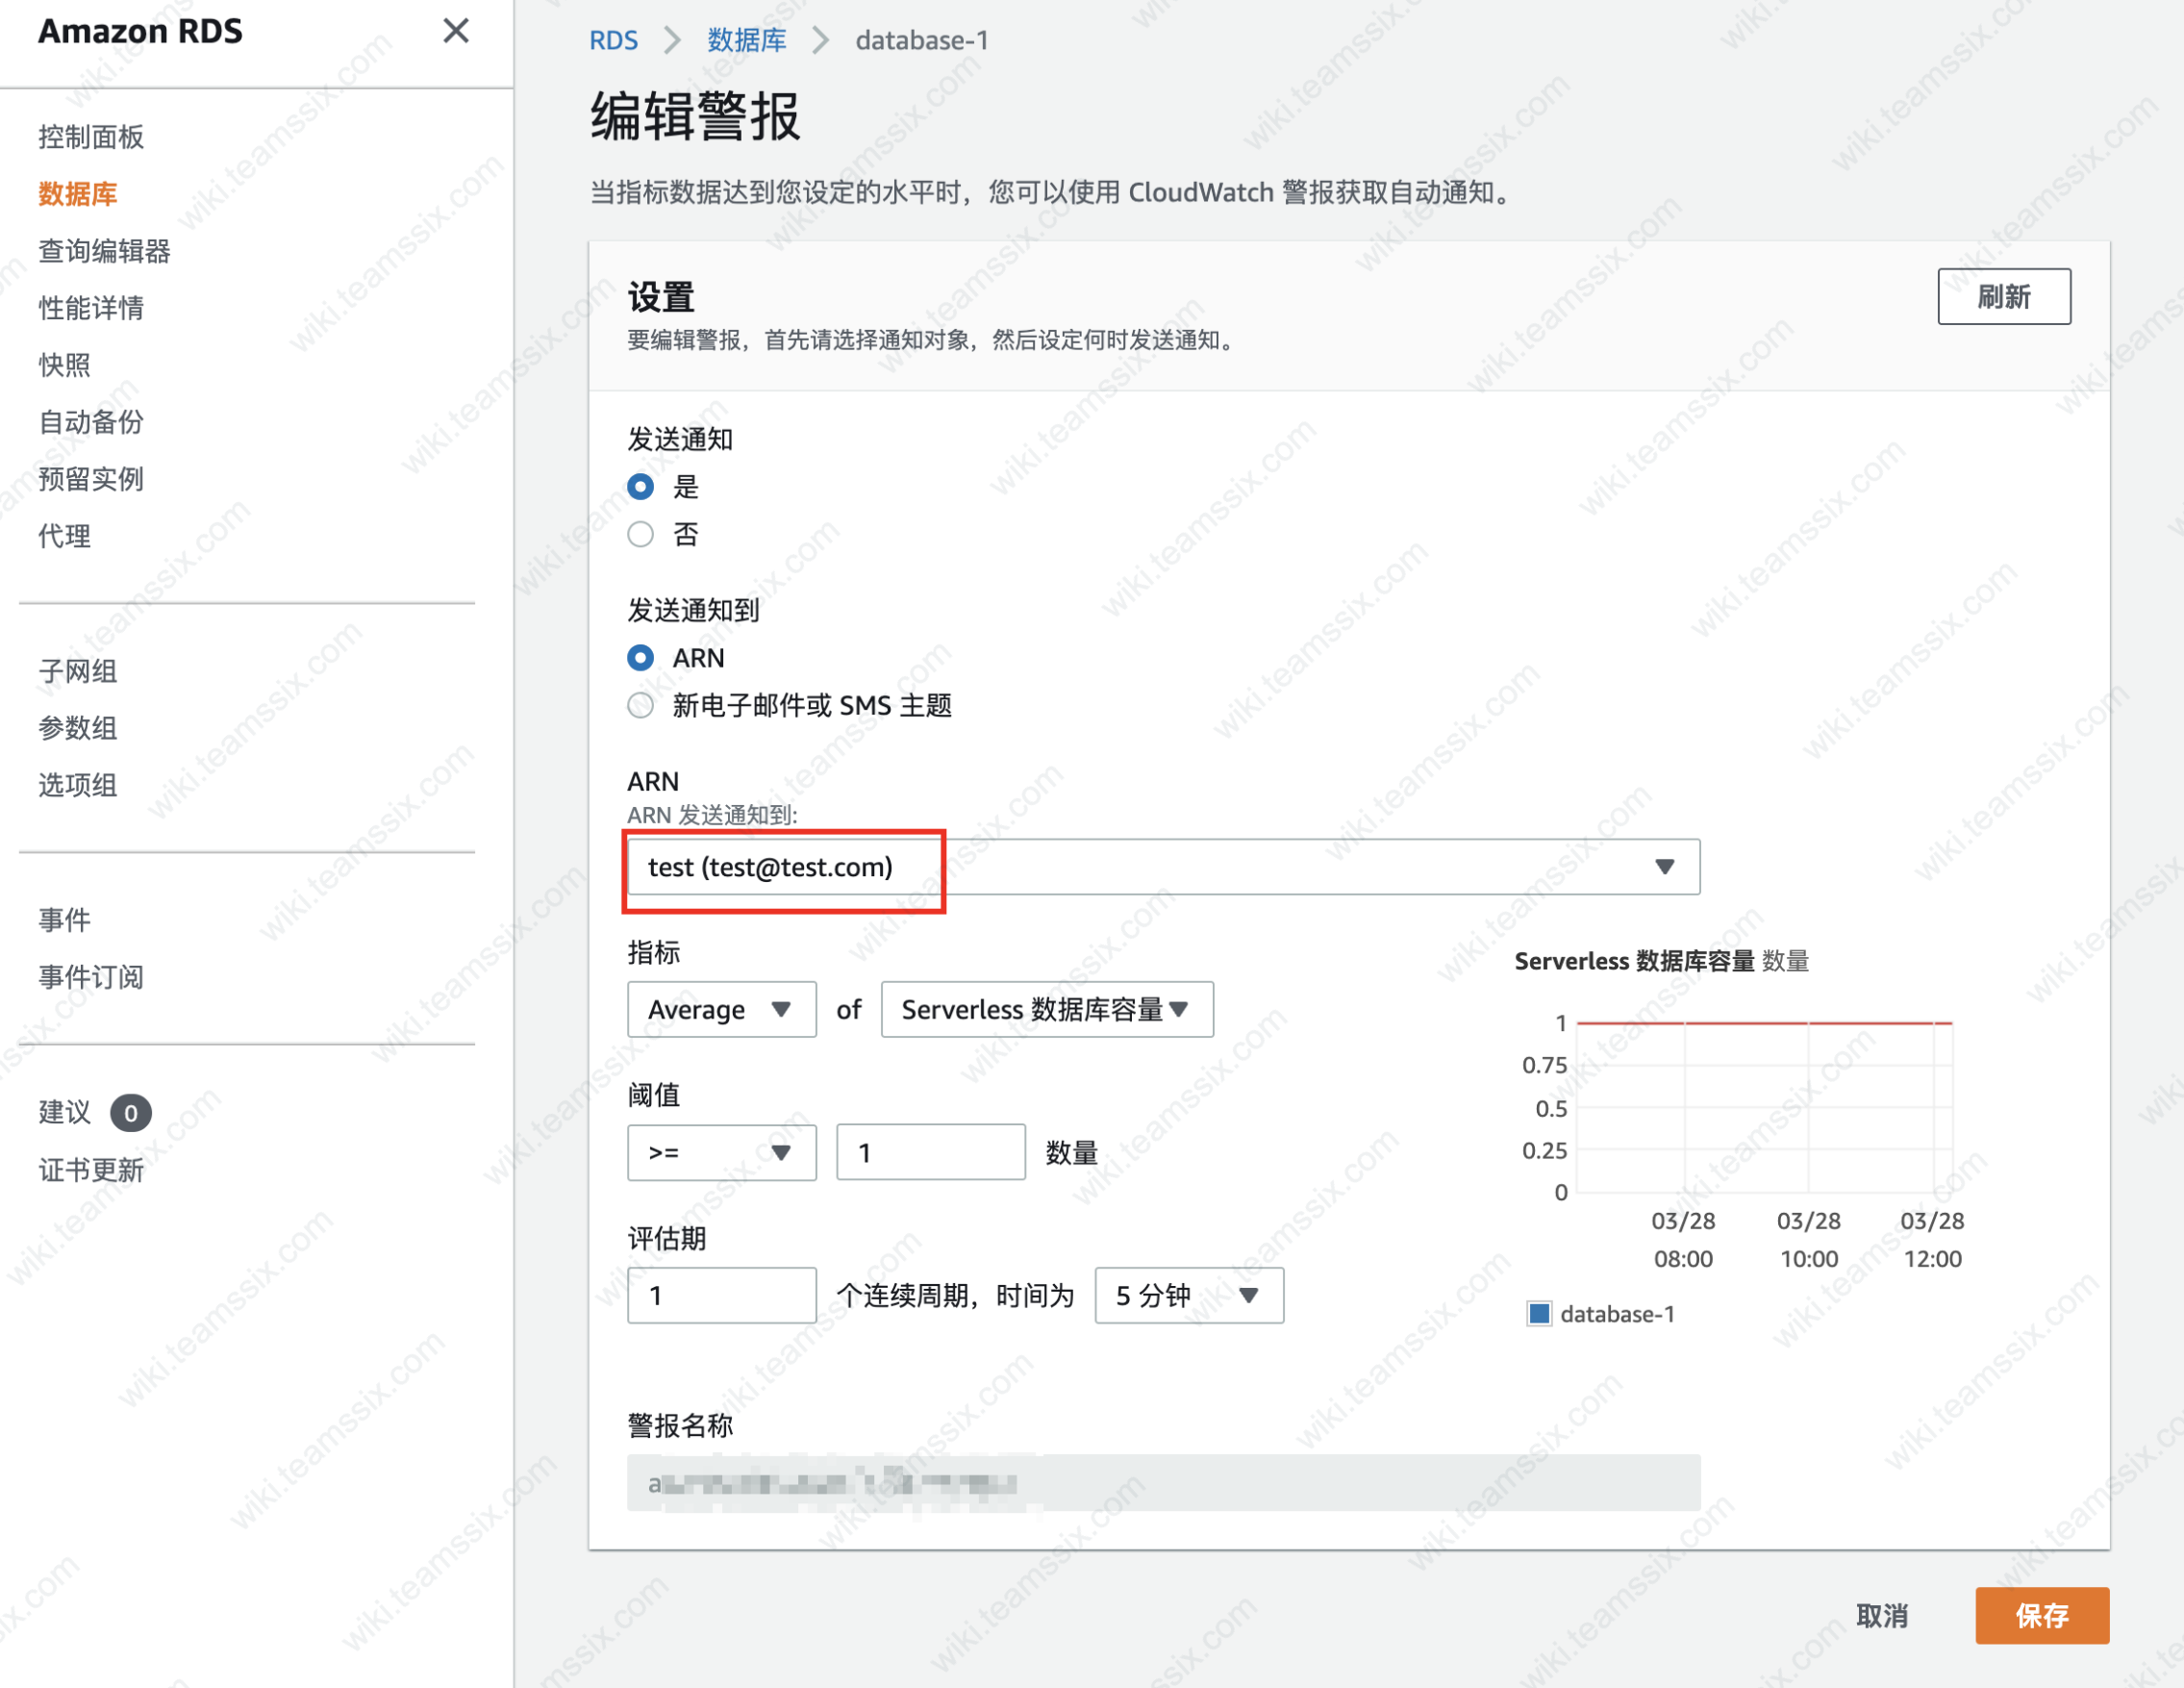 Amazon RDS
控制面板
数据库
查询编辑器
性能详情
快照
自动备份
预留实例
代理
子网组
参数组
选项组
事件
事件订阅
建议 0
证书更新
RDS > 数据库 > database-1
编辑警报
当指标数据达到您设定的水平时，您可以使用 CloudWatch 警报获取自动通知。
设置
刷新
要编辑警报，首先请选择通知对象，然后设定何时发送通知。
发送通知
是
否
发送通知到
ARN
新电子邮件或 SMS 主题
ARN
ARN 发送通知到:
test (test@test.com)
指标
Average of Serverless 数据库容量
阈值
>= 1 数量
评估期
1 个连续周期，时间为 5 分钟
Serverless 数据库容量 数量
1
0.75
0.5
0.25
0
03/28 03/28 03/28
08:00 10:00 12:00
database-1
警报名称
取消 保存
wiki.teamssix.com